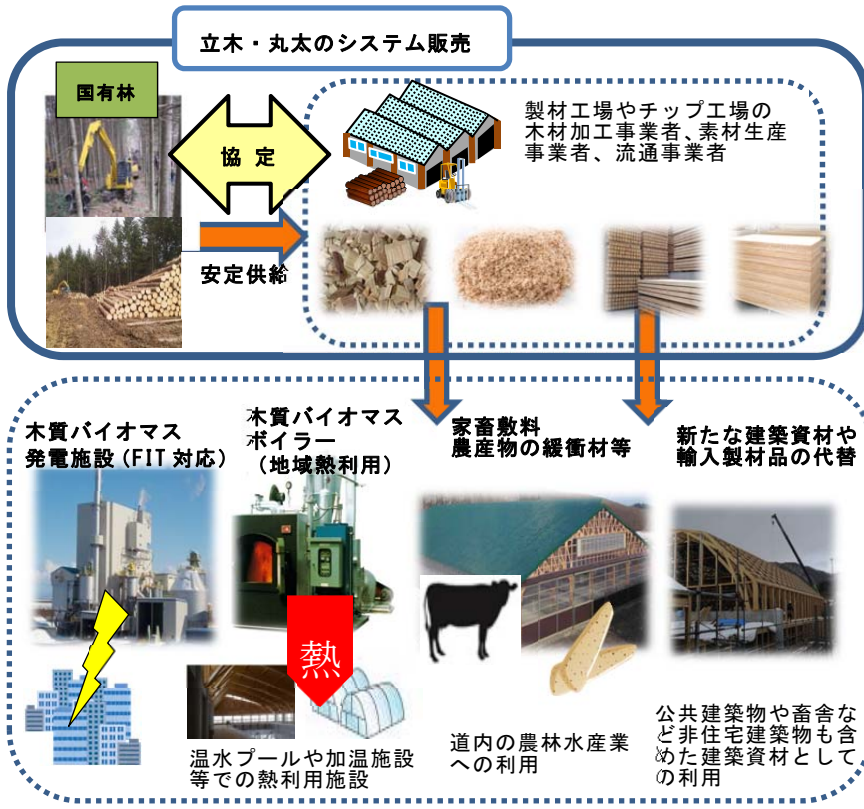 立木・丸太のシステム販売
国有林
協定
製材工場やチップ工場の
木材加工事業者、素材生産
事業者、流通事業者
安定供給
木質バイオマス
発電施設(FIT対応)
木質バイオマス
ボイラー
(地域熱利用)
家畜敷料
農産物の緩衝材等
新たな建築資材や
輸入製材品の代替
熱
温水プールや加温施設
等での熱利用施設
道内の農林水産業
への利用
公共建築物や畜舎な
ど非住宅建築物も含
めた建築資材として
の利用